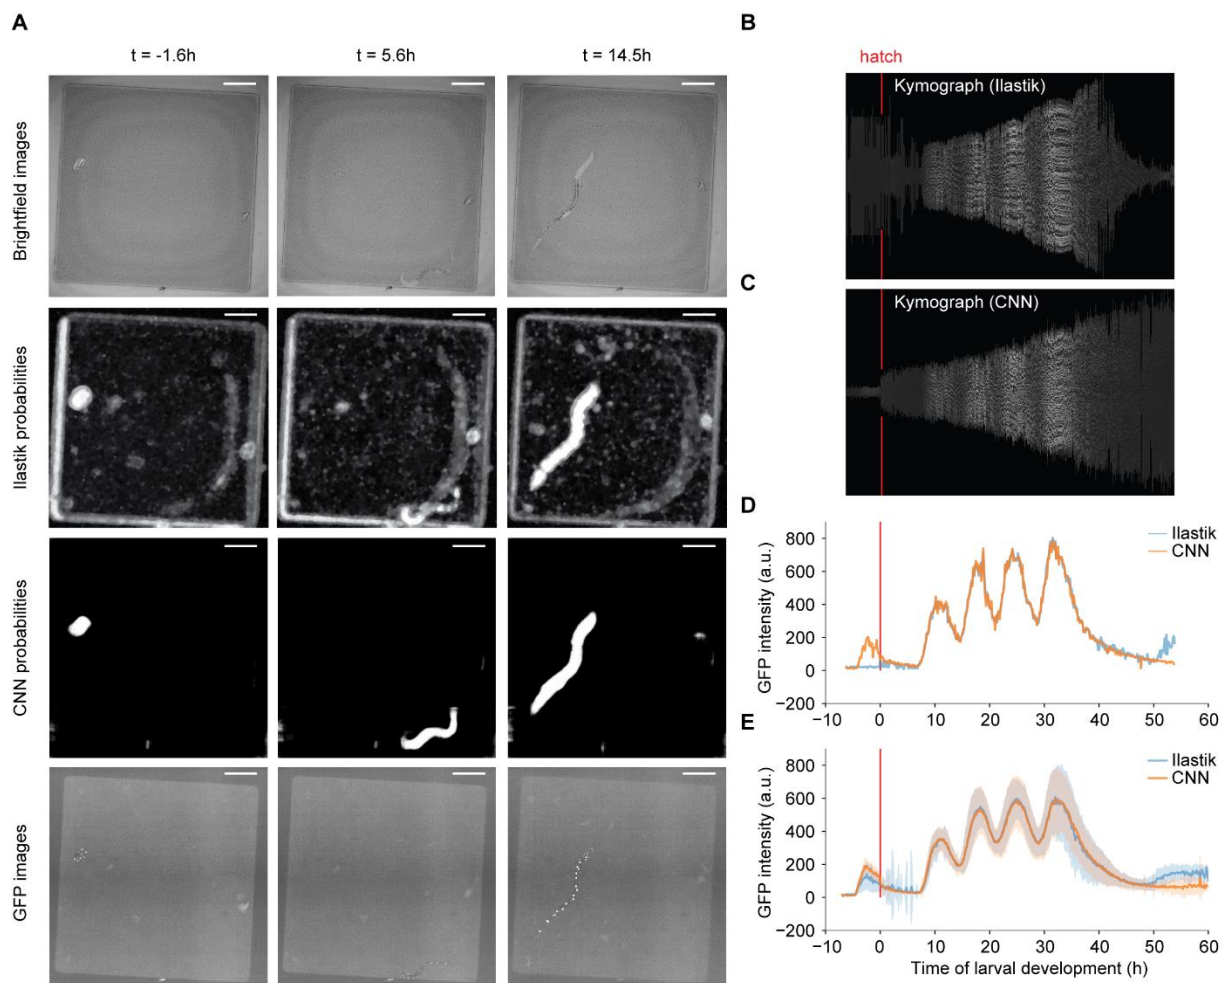 A
t = -1.6h
t = 5.6h
t = 14.5h
Brightfield images
Ilastik probabilities
CNN probabilities
GFP images
B
hatch
Kymograph (Ilastik)
C
Kymograph (CNN)
D
GFP intensity (a.u.)
800
600
400
200
0
−200
−10
0
10
20
30
40
50
60
Ilastik
CNN
E
GFP intensity (a.u.)
800
600
400
200
0
−200
−10
0
10
20
30
40
50
60
Ilastik
CNN
Time of larval development (h)